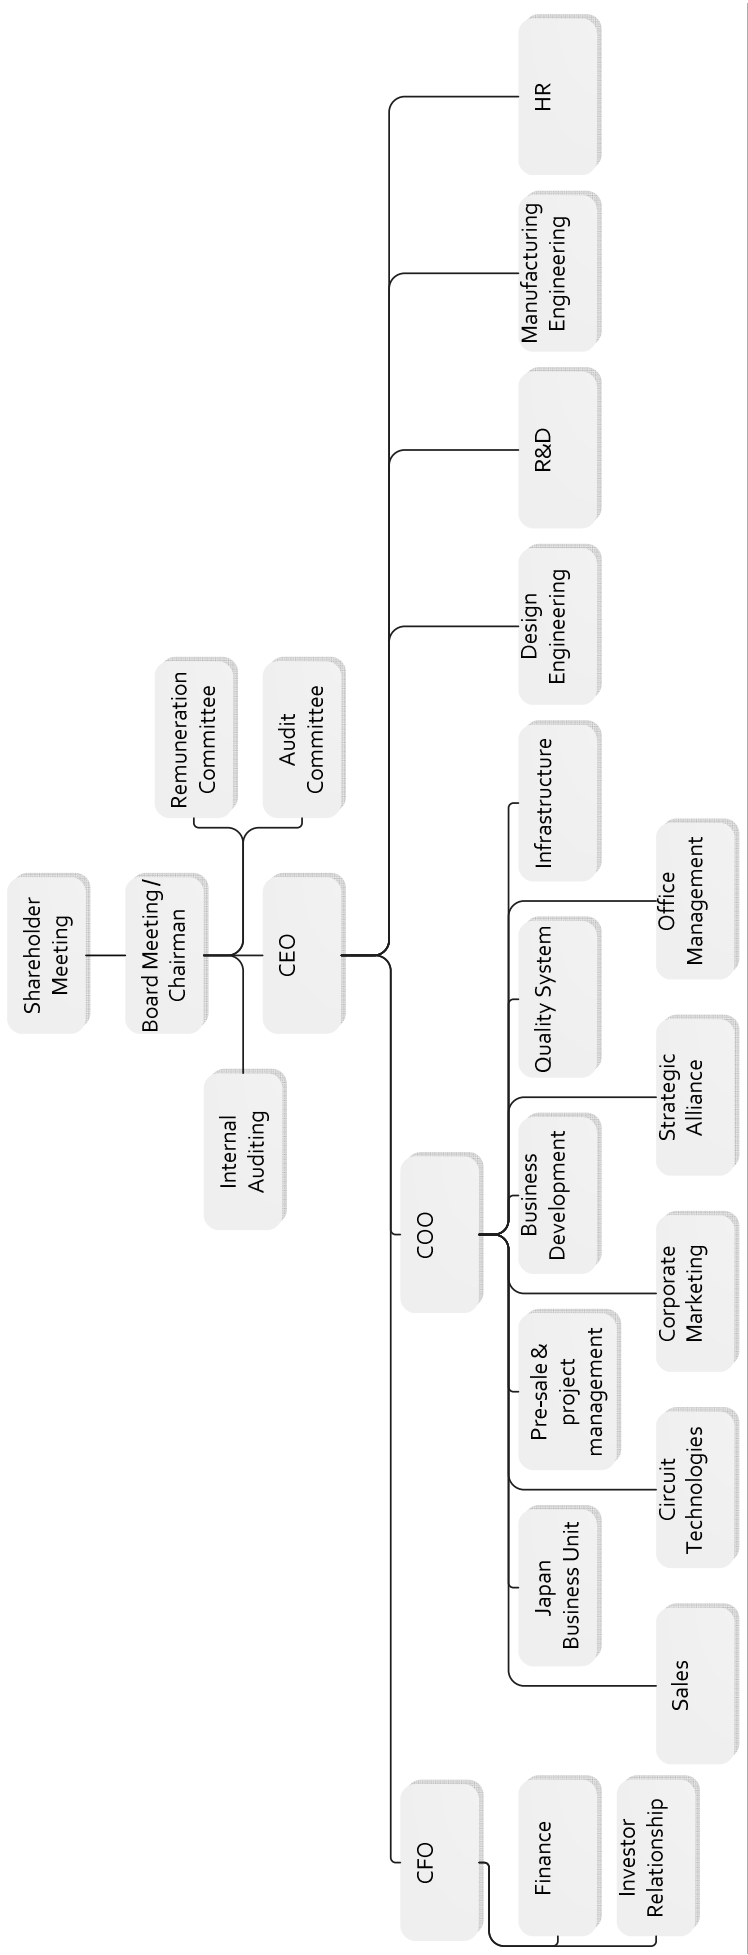 Shareholder
Meeting
Board Meeting /
Chairman
Remuneration
Committee
Internal
Auditing
Audit
Committee
CEO
CFO
COO
Finance
Japan
Business Unit
Pre-sale &
project
management
Business
Development
Quality System
Infrastructure
Design
Engineering
R&D
Manufacturing
Engineering
HR
Investor
Relationship
Sales
Circuit
Technologies
Corporate
Marketing
Strategic
Alliance
Office
Management